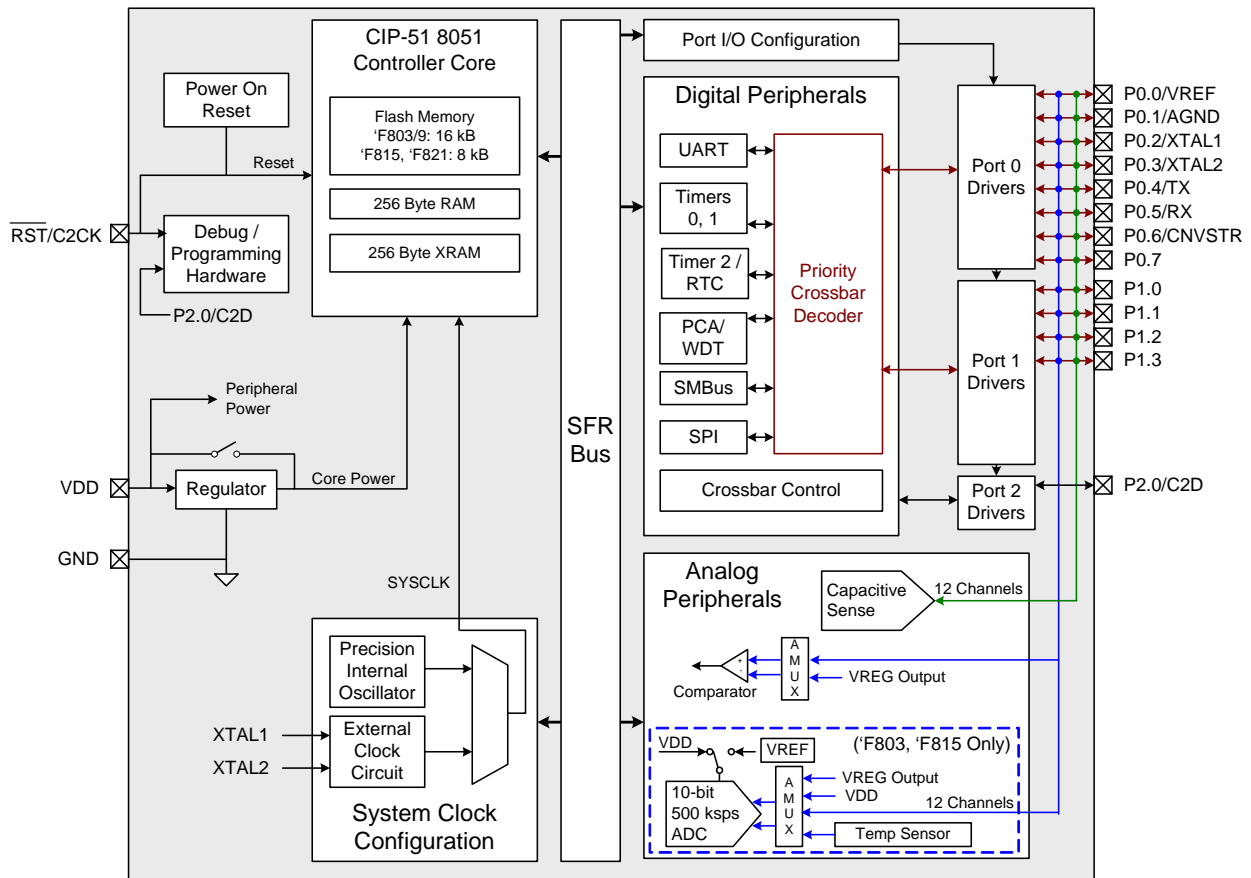 CIP-51 8051
Controller Core
Flash Memory
'F803/9: 16 kB
'F815, 'F821: 8 kB
256 Byte RAM
256 Byte XRAM
Power On
Reset
Reset
RST/C2CK
Debug /
Programming
Hardware
P2.0/C2D
Peripheral
Power
VDD
Regulator
Core Power
GND
SYSCLK
Precision
Internal
Oscillator
XTAL1
XTAL2
External
Clock
Circuit
System Clock
Configuration
SFR
Bus
Port I/O Configuration
Digital Peripherals
UART
Timers
0, 1
Timer 2 /
RTC
PCA/
WDT
SMBus
SPI
Priority
Crossbar
Decoder
Crossbar Control
Port 0
Drivers
Port 1
Drivers
Port 2
Drivers
P0.0/VREF
P0.1/AGND
P0.2/XTAL1
P0.3/XTAL2
P0.4/TX
P0.5/RX
P0.6/CNVSTR
P0.7
P1.0
P1.1
P1.2
P1.3
P2.0/C2D
Analog
Peripherals
Capacitive
Sense
12 Channels
+
-
Comparator
AMUX
VREG Output
('F803, 'F815 Only)
VDD
VREF
10-bit
500 ksps
ADC
AMUX
VREG Output
VDD
12 Channels
Temp Sensor